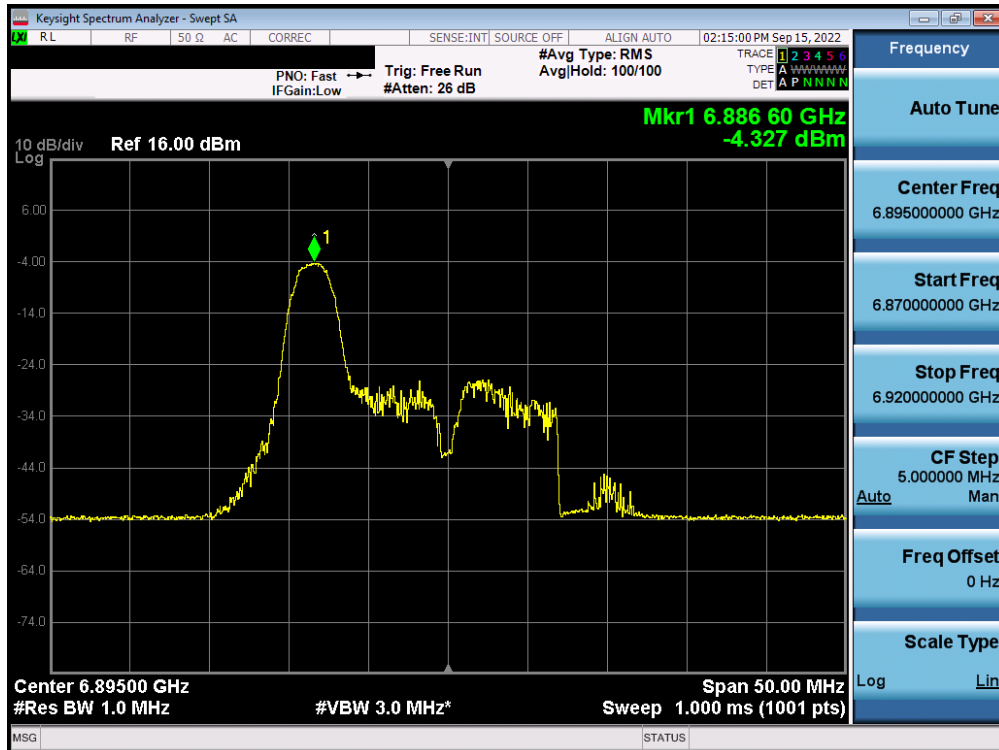 Keysight Spectrum Analyzer - Swept SA
LXI RL RF 50 Ω AC CORREC SENSE:INT SOURCE OFF ALIGN AUTO 02:15:00 PM Sep 15, 2022
PNO: Fast
IFGain:Low
Trig: Free Run
#Atten: 26 dB
#Avg Type: RMS
Avg|Hold: 100/100
TRACE 1 2 3 4 5 6
TYPE A WWWWW
DET A P N N N N
Mkr1 6.886 60 GHz
-4.327 dBm
10 dB/div Ref 16.00 dBm
Log
1
6.00
-4.00
-14.0
-24.0
-34.0
-44.0
-54.0
-64.0
-74.0
Center 6.89500 GHz Span 50.00 MHz
#Res BW 1.0 MHz #VBW 3.0 MHz* Sweep 1.000 ms (1001 pts)
MSG STATUS
Frequency
Auto Tune
Center Freq
6.895000000 GHz
Start Freq
6.870000000 GHz
Stop Freq
6.920000000 GHz
CF Step
5.000000 MHz
Auto Man
Freq Offset
0 Hz
Scale Type
Log Lin